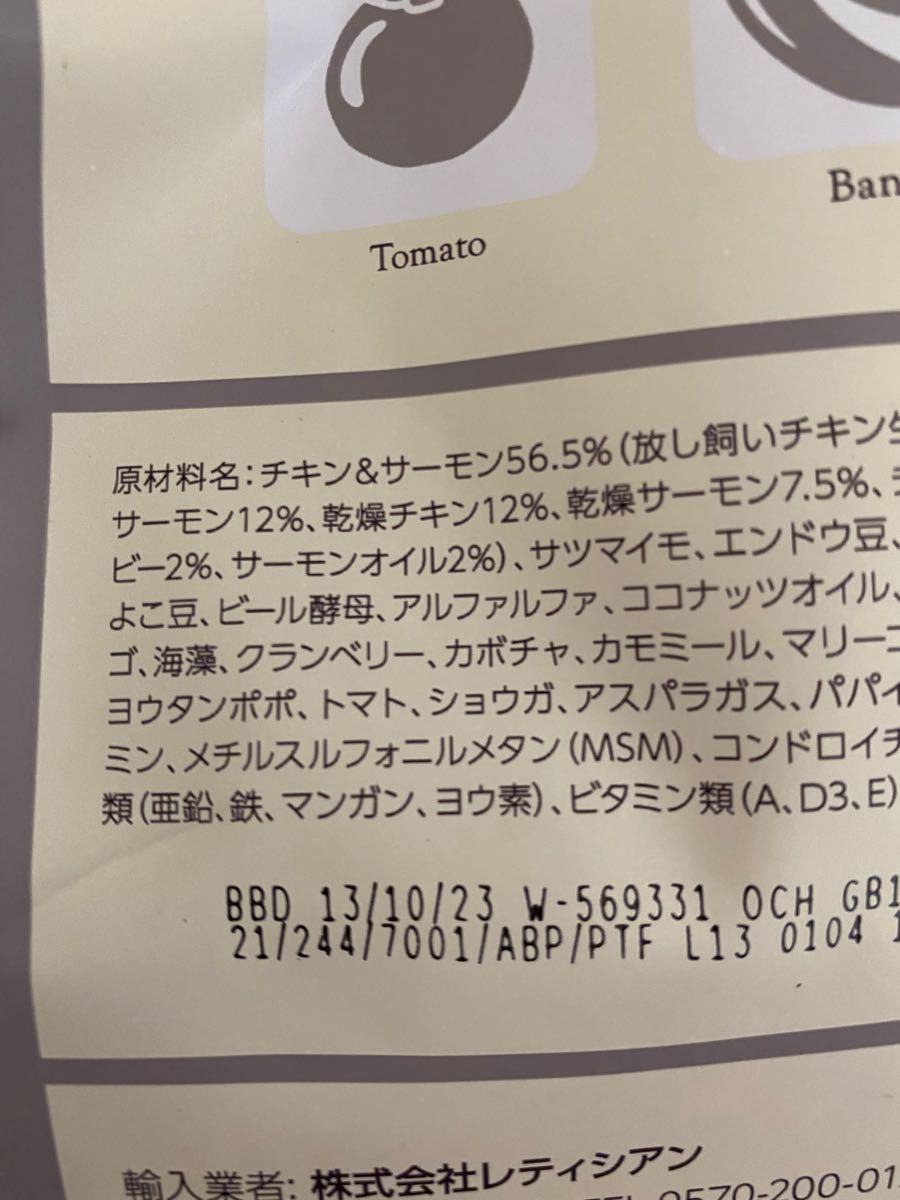 Tomato
Ban
原材料名:チキン&サーモン56.5%(放し飼いチキン生
サーモン12%、乾燥チキン12%、乾燥サーモン7.5%、チ
ビー2%、サーモンオイル2%)、サツマイモ、エンドウ豆、
よこ豆、ビール酵母、アルファルファ、ココナッツオイル、
ゴ、海藻、クランベリー、カボチャ、カモミール、マリーゴ
ヨウタンポポ、トマト、ショウガ、アスパラガス、パパイ
ミン、メチルスルフォニルメタン(MSM)、コンドロイチ
類(亜鉛、鉄、マンガン、ヨウ素)、ビタミン類(A、D3、E)
BBD 13/10/23 W-569331 OCH GB1
21/244/7001/ABP/PTF L13 0104 1
輸入業者: 株式会社レティシアン
TEL 0570-200-01